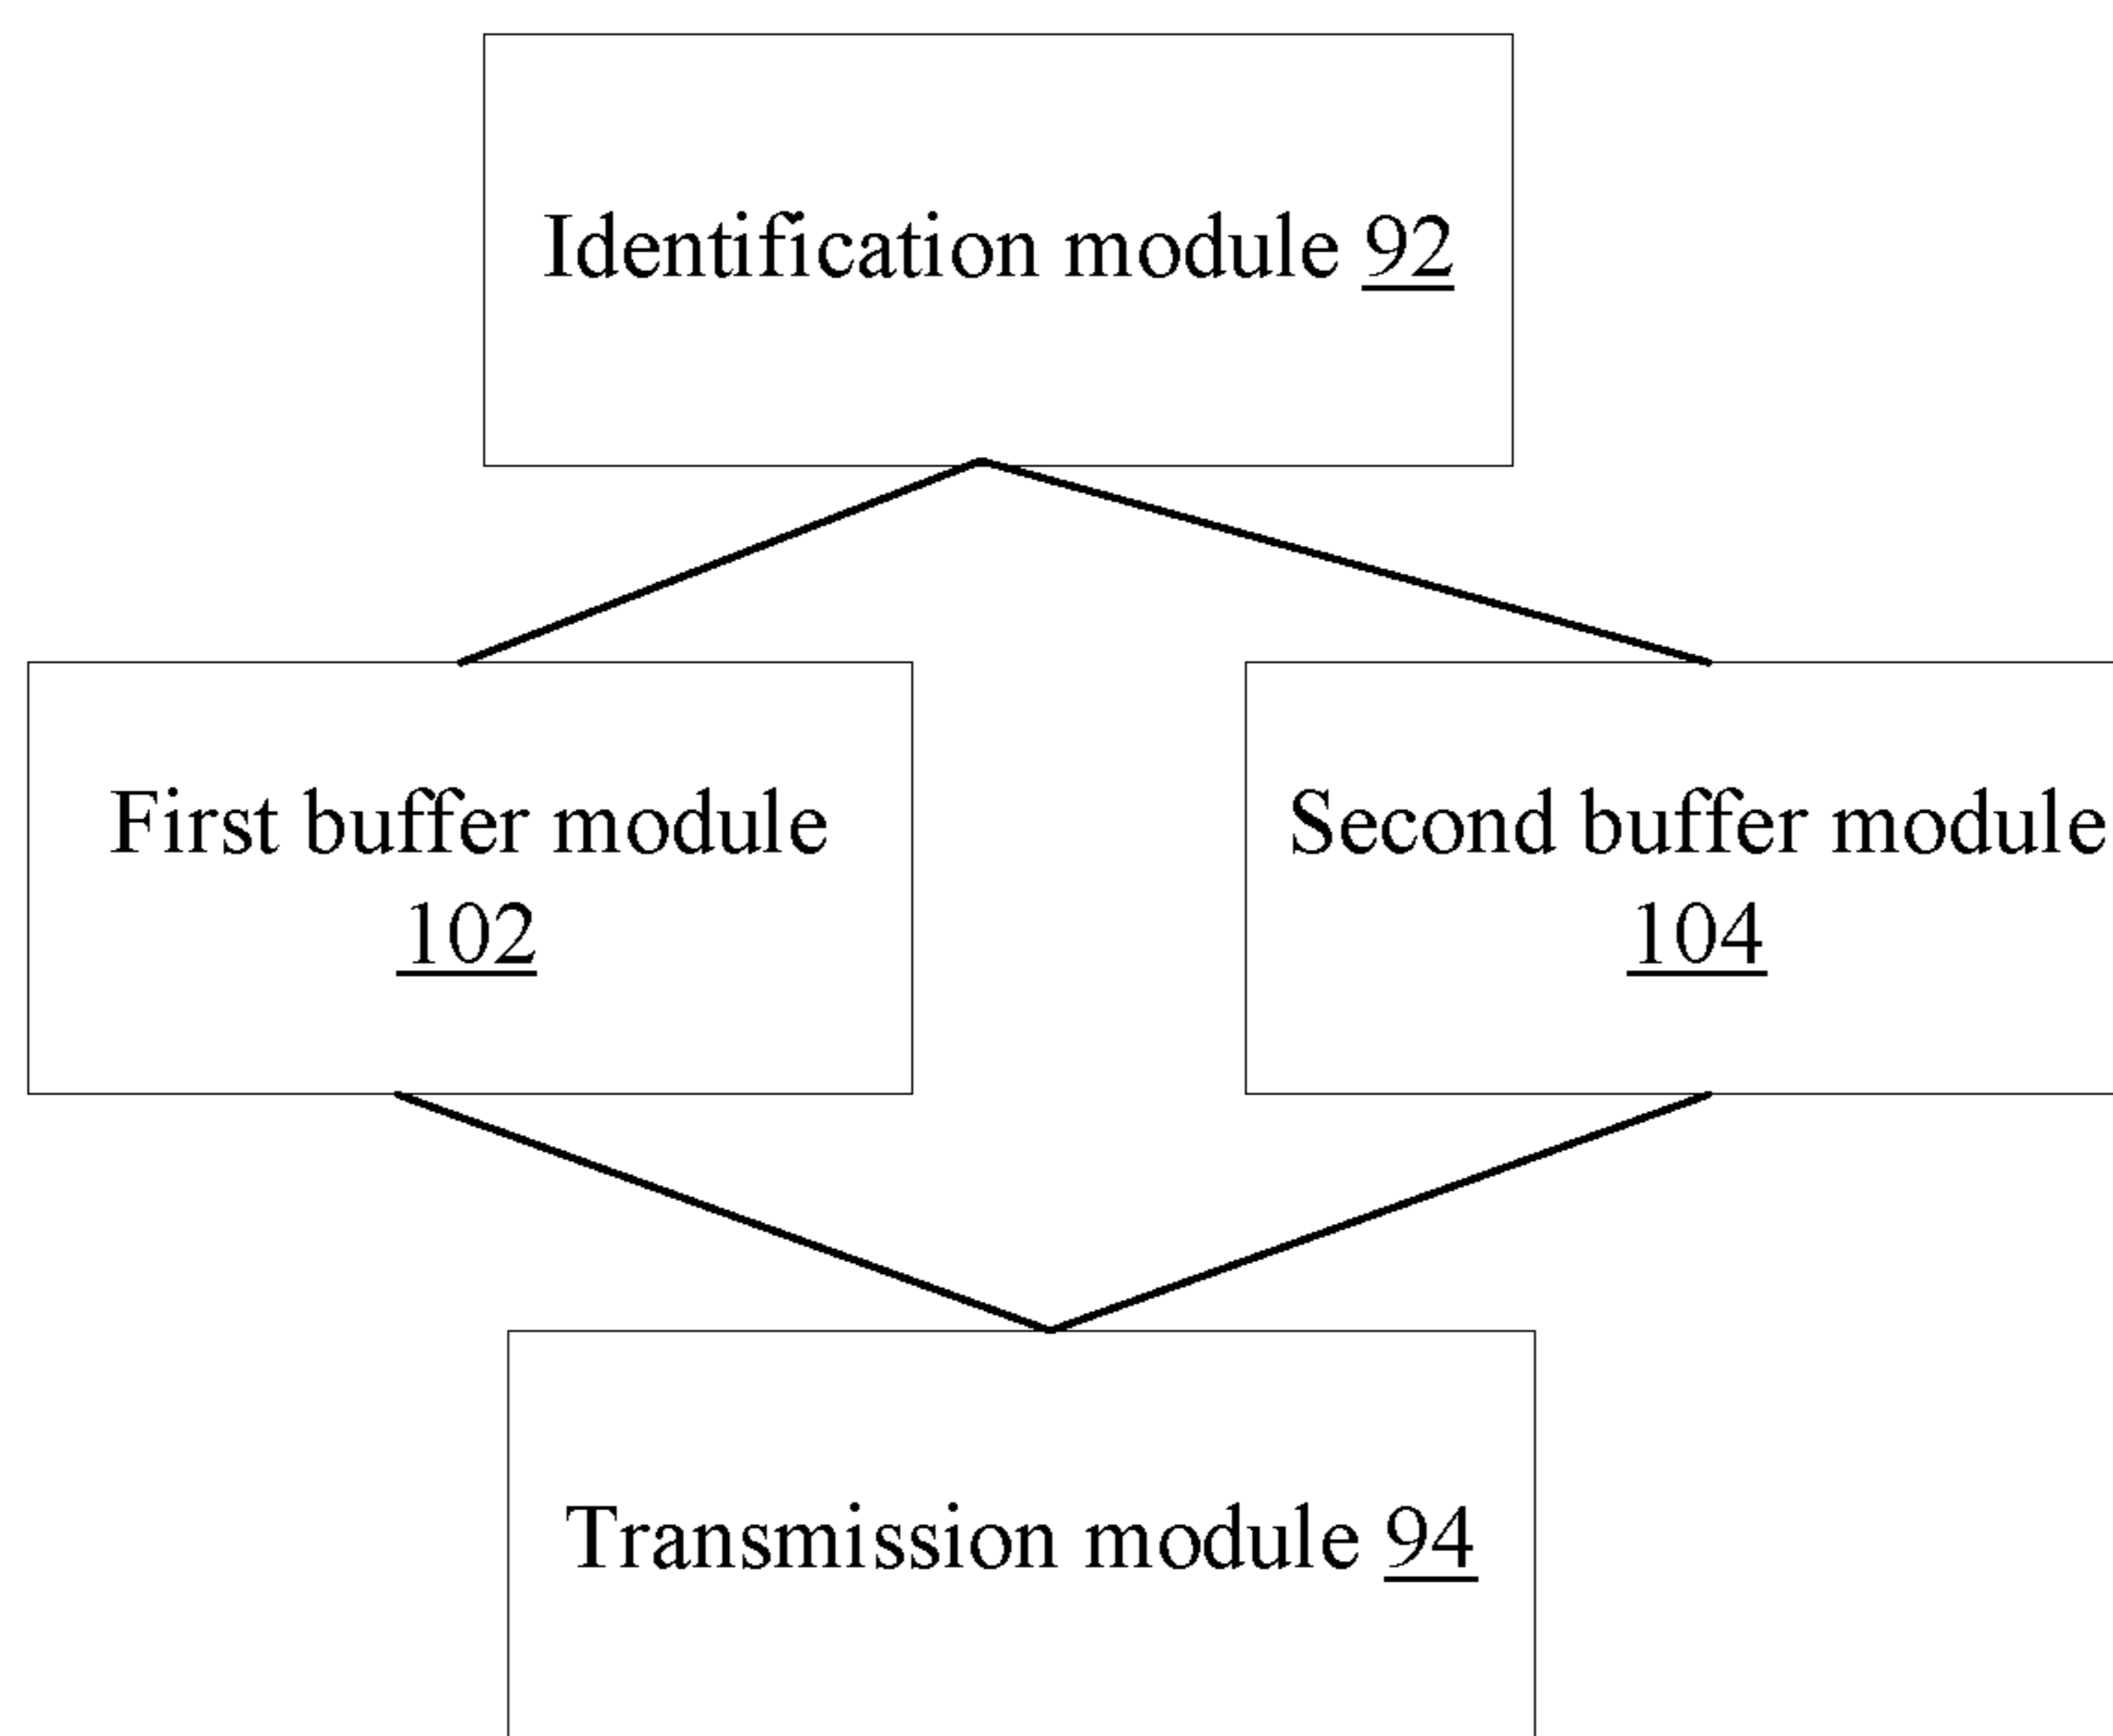 Identification module 92
First buffer module
102
Second buffer module
104
Transmission module 94